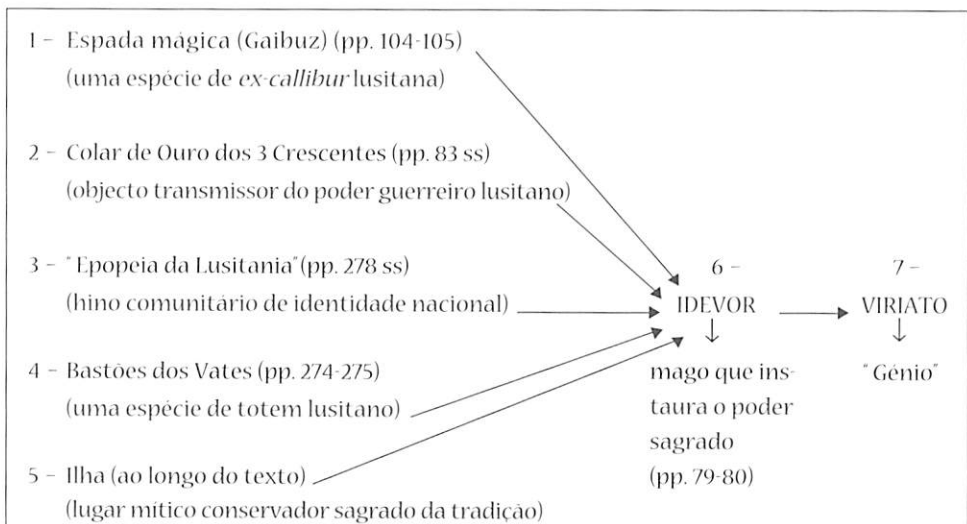 1 – Espada mágica (Gaibuz) (pp. 104-105)
(uma espécie de ex-callibur lusitana)
2 – Colar de Ouro dos 3 Crescentes (pp. 83 ss)
(objecto transmissor do poder guerreiro lusitano)
3 – "Epopeia da Lusitania" (pp. 278 ss)
(hino comunitário de identidade nacional)
4 – Bastões dos Vates (pp. 274-275)
(uma espécie de totem lusitano)
5 – Ilha (ao longo do texto)
(lugar mítico conservador sagrado da tradição)
6 –
IDEVOR
mago que ins-
taura o poder
sagrado
(pp. 79-80)
7 –
VIRIATO
"Génio"